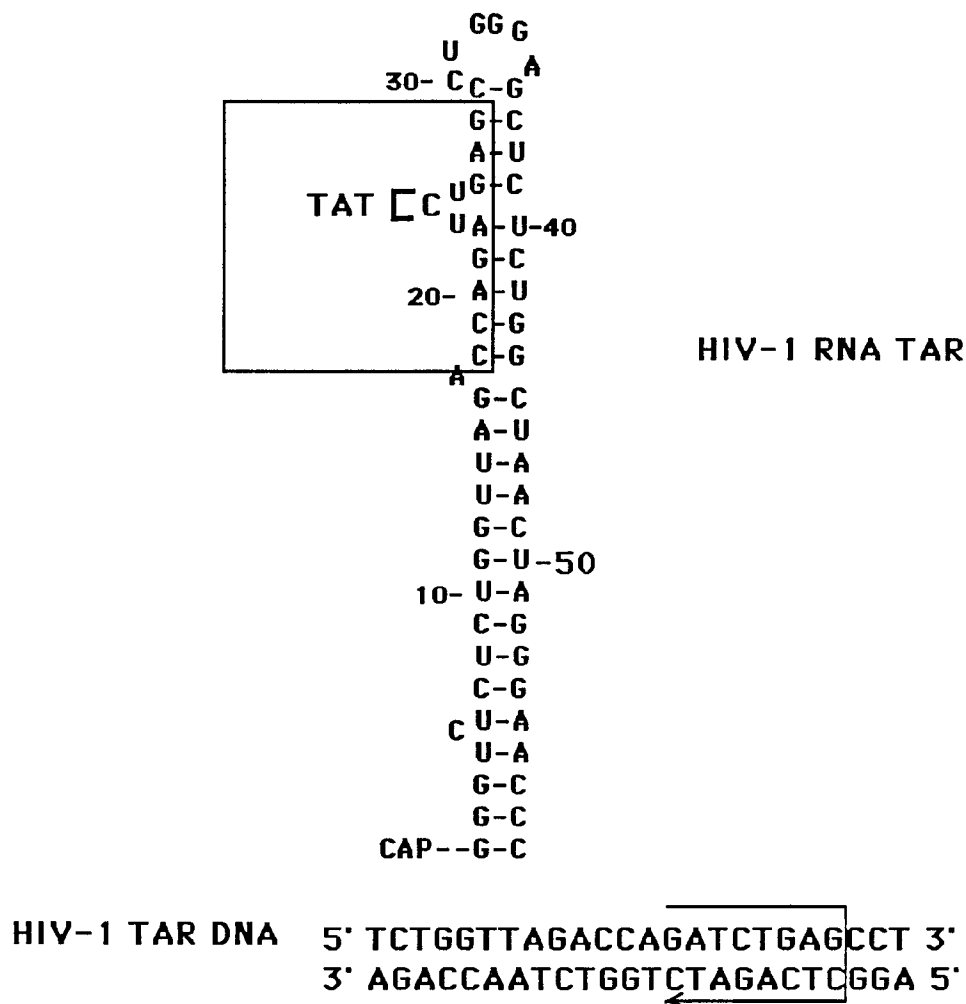 GG G
U
A
30- C C-G
G-C
A-U
U G-C
TAT [ C
U A-U-40
G-C
20- A-U
C-G
HIV-1 RNA TAR
C-G
A
G-C
A-U
U-A
U-A
G-C
G-U-50
10- U-A
C-G
U-G
C-G
C U-A
U-A
G-C
G-C
CAP--G-C
HIV-1 TAR DNA 5' TCTGGTTAGACCAGATCTGAGCCT 3'
3' AGACCAATCTGGTCTAGACTCGGA 5'